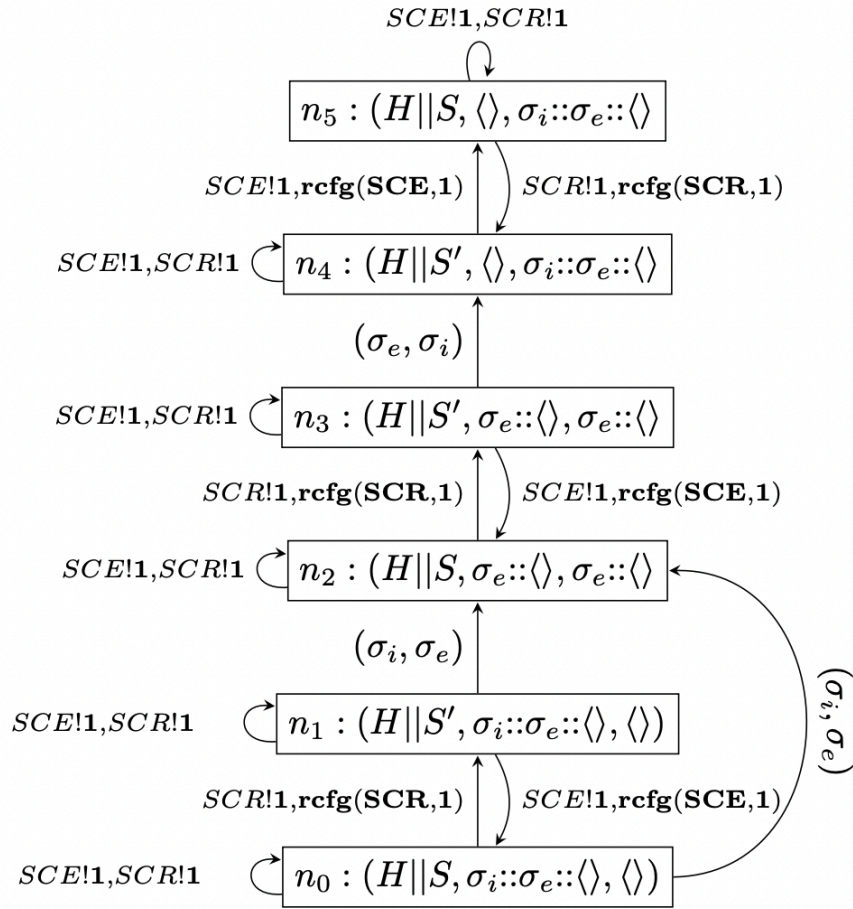 SCE!1,SCR!1
n₅ : (H||S, ⟨⟩, σᵢ::σₑ::⟨⟩
SCE!1,rcfg(SCE,1) SCR!1,rcfg(SCR,1)
SCE!1,SCR!1 n₄ : (H||S′, ⟨⟩, σᵢ::σₑ::⟨⟩
(σₑ, σᵢ)
SCE!1,SCR!1 n₃ : (H||S′, σₑ::⟨⟩, σₑ::⟨⟩
SCR!1,rcfg(SCR,1) SCE!1,rcfg(SCE,1)
SCE!1,SCR!1 n₂ : (H||S, σₑ::⟨⟩, σₑ::⟨⟩
(σᵢ, σₑ)
(σᵢ, σₑ)
SCE!1,SCR!1 n₁ : (H||S′, σᵢ::σₑ::⟨⟩, ⟨⟩)
SCR!1,rcfg(SCR,1) SCE!1,rcfg(SCE,1)
SCE!1,SCR!1 n₀ : (H||S, σᵢ::σₑ::⟨⟩, ⟨⟩)